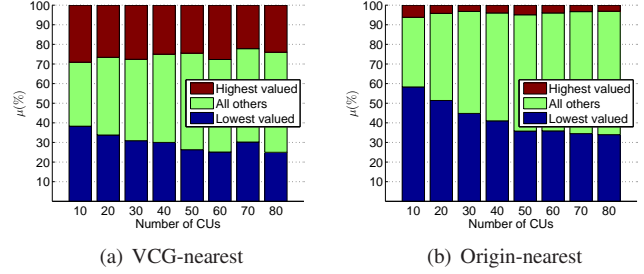 100
90
80
70
60
50
40
30
20
10
μ(%)
Highest valued
All others
Lowest valued
10 20 30 40 50 60 70 80
Number of CUs
(a) VCG-nearest
100
90
80
70
60
50
40
30
20
10
μ(%)
Highest valued
All others
Lowest valued
10 20 30 40 50 60 70 80
Number of CUs
(b) Origin-nearest